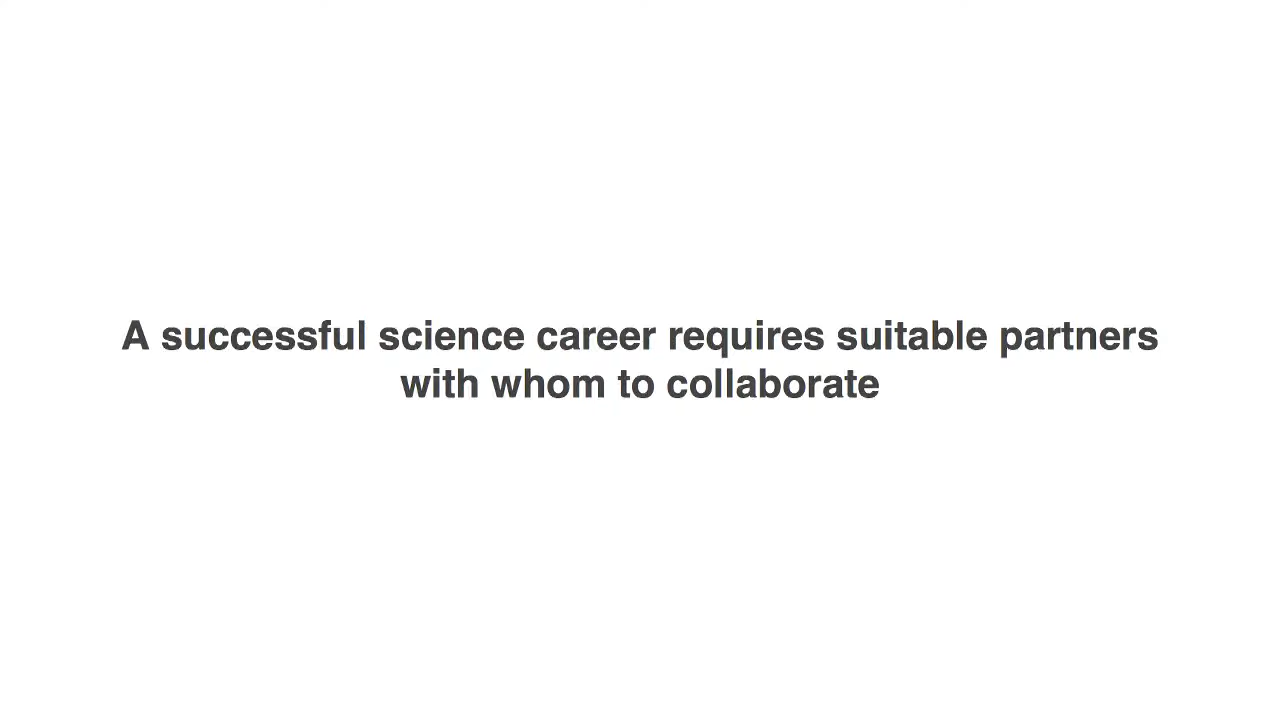 A successful science career requires suitable partners
with whom to collaborate